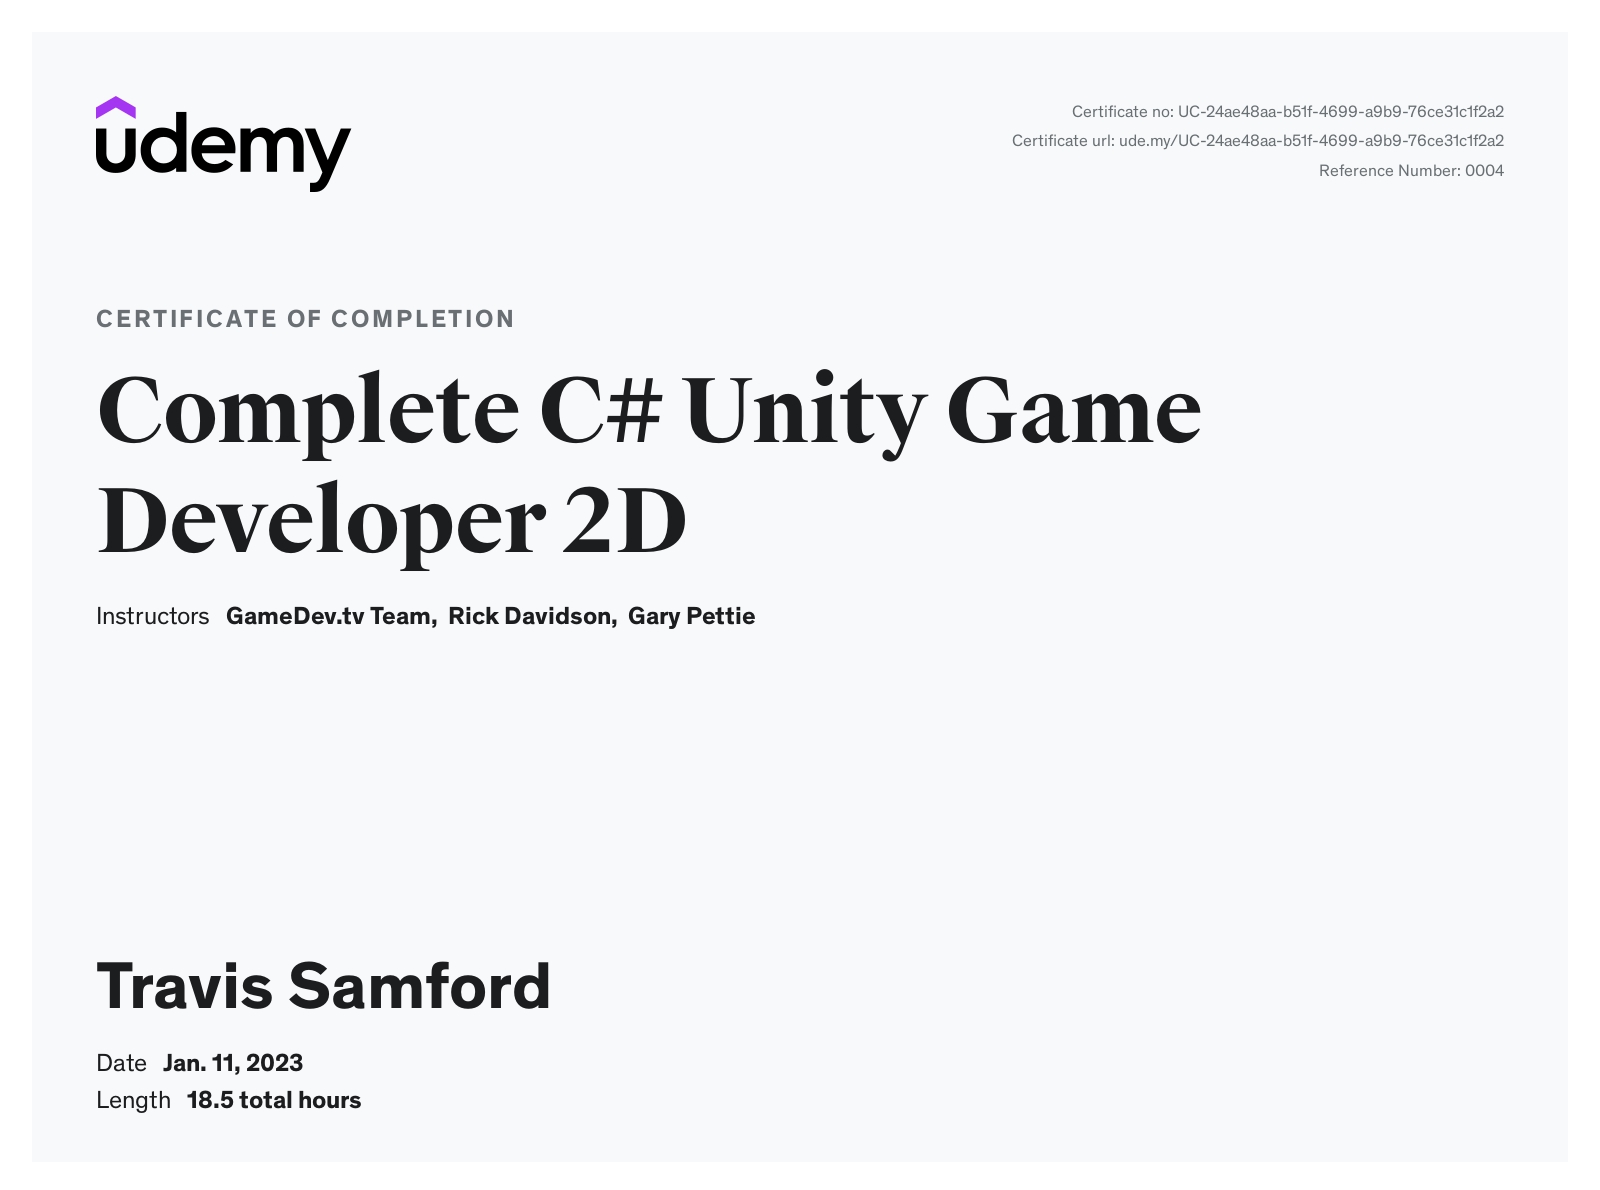 udemy
Certificate no: UC-24ae48aa-b51f-4699-a9b9-76ce31c1f2a2
Certificate url: ude.my/UC-24ae48aa-b51f-4699-a9b9-76ce31c1f2a2
Reference Number: 0004
CERTIFICATE OF COMPLETION
Complete C# Unity Game
Developer 2D
Instructors GameDev.tv Team, Rick Davidson, Gary Pettie
Travis Samford
Date Jan. 11, 2023
Length 18.5 total hours